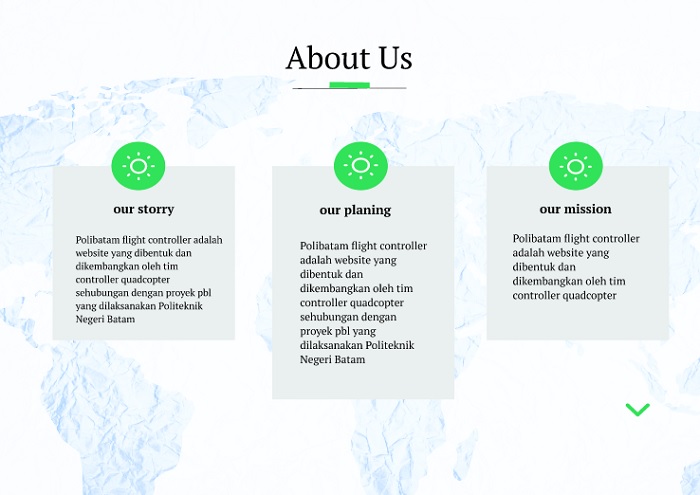 About Us
our storry
Polibatam flight controller adalah
website yang dibentuk dan
dikembangkan oleh tim
controller quadcopter
sehubungan dengan proyek pbl
yang dilaksanakan Politeknik
Negeri Batam
our planing
Polibatam flight controller
adalah website yang
dibentuk dan
dikembangkan oleh tim
controller quadcopter
sehubungan dengan
proyek pbl yang
dilaksanakan Politeknik
Negeri Batam
our mission
Polibatam flight controller
adalah website yang
dibentuk dan
dikembangkan oleh tim
controller quadcopter